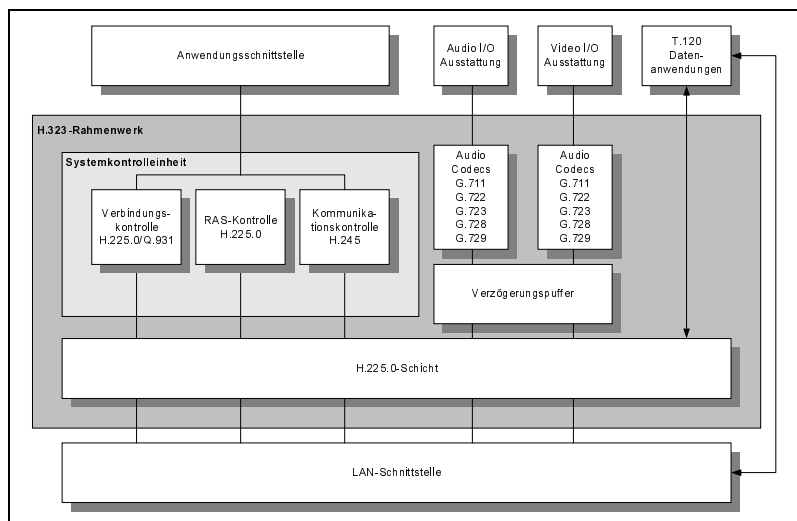 Anwendungsschnittstelle
Audio I/O
Ausstattung
Video I/O
Ausstattung
T.120
Daten-
anwendungen
H.323-Rahmenwerk
Systemkontrolleinheit
Verbindungs-
kontrolle
H.225.0/Q.931
RAS-Kontrolle
H.225.0
Kommunika-
tionskontrolle
H.245
Audio
Codecs
G.711
G.722
G.723
G.728
G.729
Audio
Codecs
G.711
G.722
G.723
G.728
G.729
Verzögerungspuffer
H.225.0-Schicht
LAN-Schnittstelle